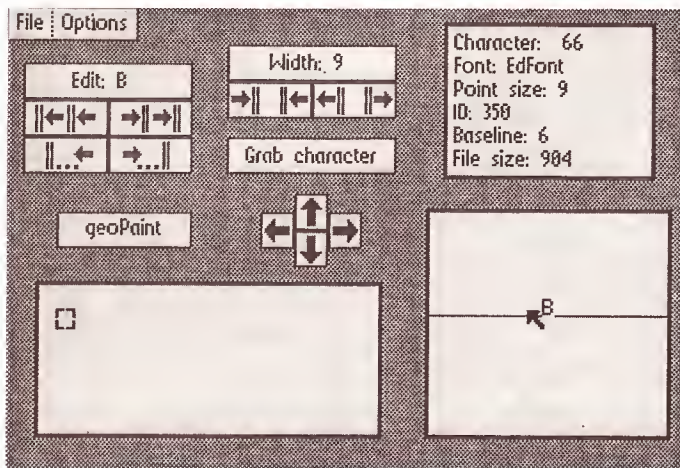 File Options
Edit: B
Width: 9
Grab character
geoPaint
Character: 66
Font: EdFont
Point size: 9
ID: 350
Baseline: 6
File size: 904
B